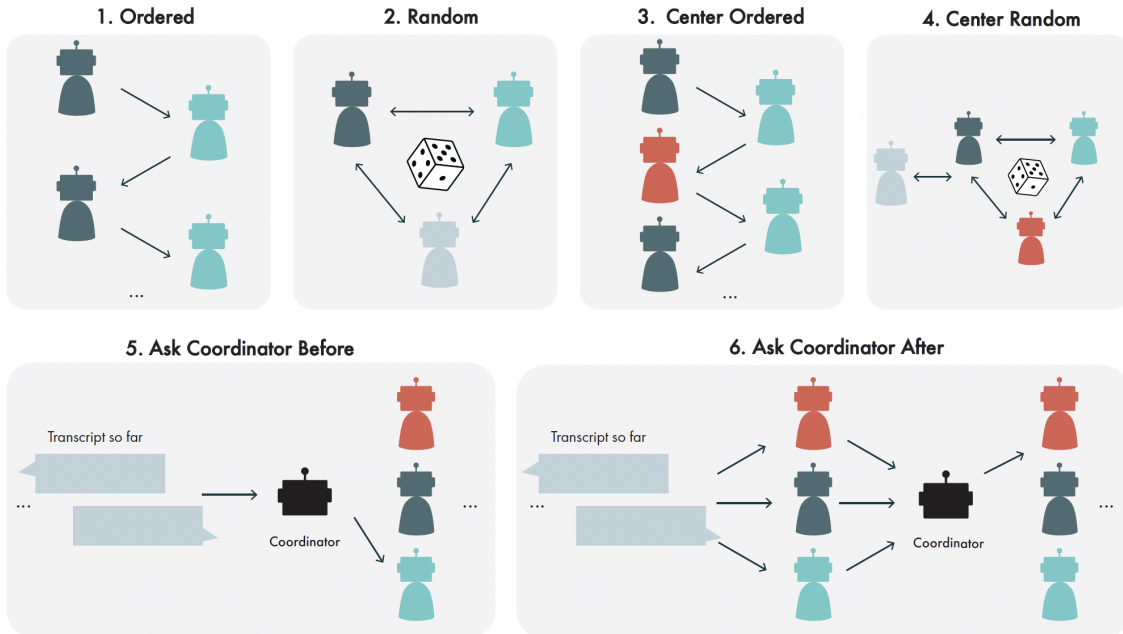 1. Ordered
2. Random
3. Center Ordered
4. Center Random
...
...
5. Ask Coordinator Before
6. Ask Coordinator After
Transcript so far
...
Coordinator
...
Transcript so far
...
Coordinator
...